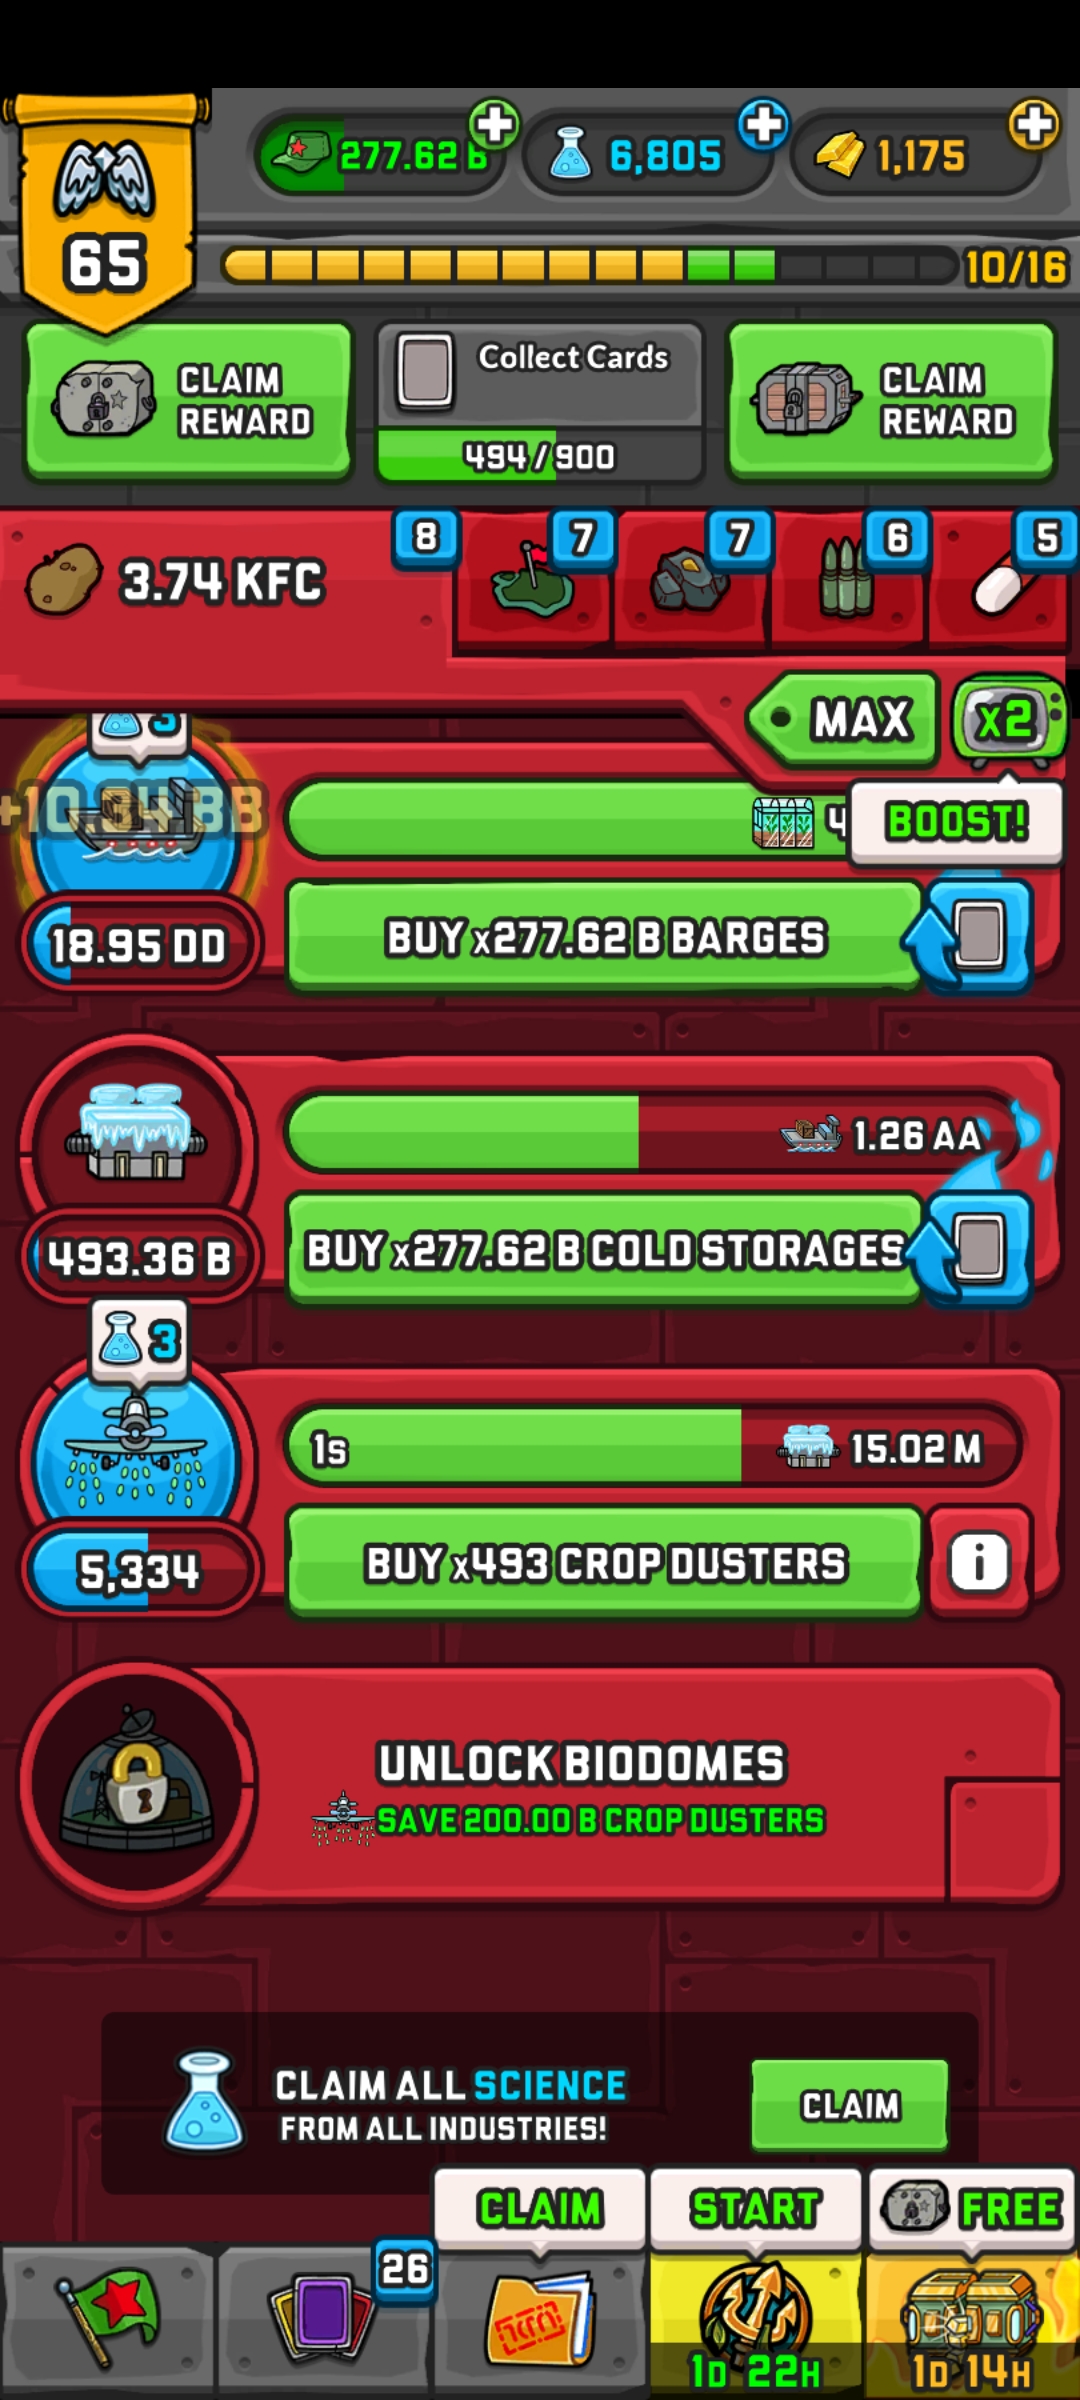 277.62 B
6,805
1,175
65
10/16
CLAIM
REWARD
Collect Cards
494/900
CLAIM
REWARD
3.74 KFC
8
7
7
6
5
MAX
x2
BOOST!
3
4
18.95 DD
BUY x277.62 B BARGES
1.26 AA
493.36 B
BUY x277.62 B COLD STORAGES
3
1s
15.02 M
5,334
BUY x493 CROP DUSTERS
i
UNLOCK BIODOMES
SAVE 200.00 B CROP DUSTERS
CLAIM ALL SCIENCE
FROM ALL INDUSTRIES!
CLAIM
CLAIM
START
FREE
26
1D 22H
1D 14H